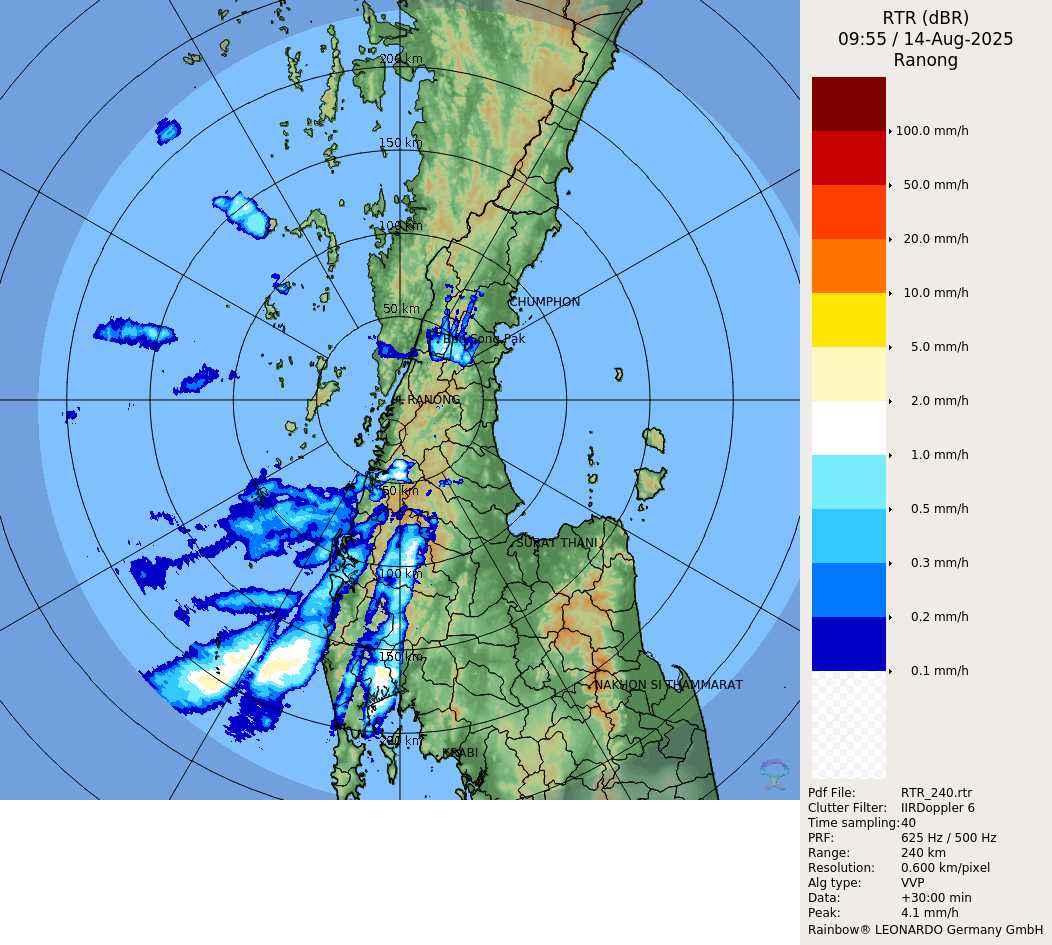 RTR (dBR)
09:55 / 14-Aug-2025
Ranong
200 km
150 km
100 km
50 km
CHUMPHON
RANONG
50 km
SURAT THANI
100 km
150 km
NAKHON SI THAMMARAT
KRABI
100.0 mm/h
50.0 mm/h
20.0 mm/h
10.0 mm/h
5.0 mm/h
2.0 mm/h
1.0 mm/h
0.5 mm/h
0.3 mm/h
0.2 mm/h
0.1 mm/h
Pdf File: RTR_240.rtr
Clutter Filter: IIRDoppler 6
Time sampling:40
PRF: 625 Hz / 500 Hz
Range: 240 km
Resolution: 0.600 km/pixel
Alg type: VVP
Data: +30:00 min
Peak: 4.1 mm/h
Rainbow® LEONARDO Germany GmbH